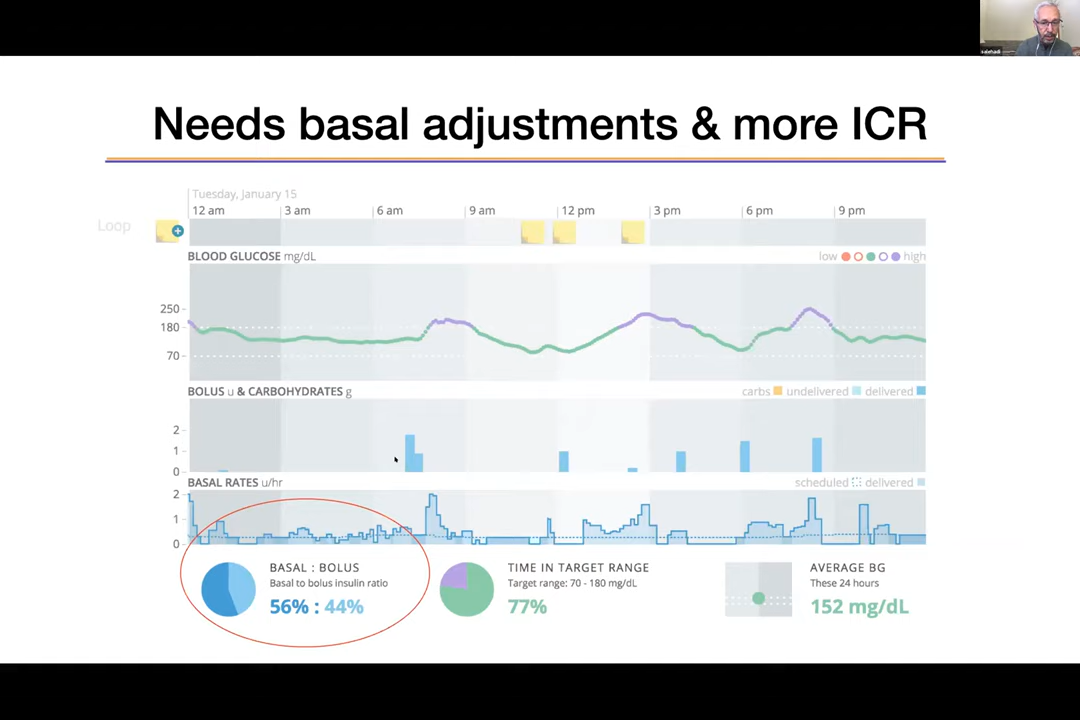 Needs basal adjustments & more ICR
Tuesday, January 15
12 am 3 am 6 am 9 am 12 pm 3 pm 6 pm 9 pm
Loop
BLOOD GLUCOSE mg/dL
low high
250
180
70
BOLUS u & CARBOHYDRATES g
carbs undelivered delivered
2
1
0
BASAL RATES u/hr
scheduled delivered
2
1
0
BASAL : BOLUS
Basal to bolus insulin ratio
56% : 44%
TIME IN TARGET RANGE
Target range: 70 - 180 mg/dL
77%
AVERAGE BG
These 24 hours
152 mg/dL